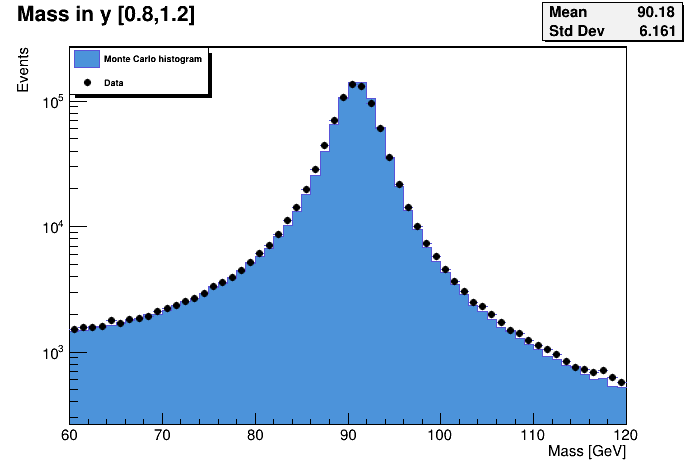 Mass in y [0.8,1.2]
Mean 90.18
Std Dev 6.161
Events
Monte Carlo histogram
Data
10^5
10^4
10^3
60 70 80 90 100 110 120
Mass [GeV]